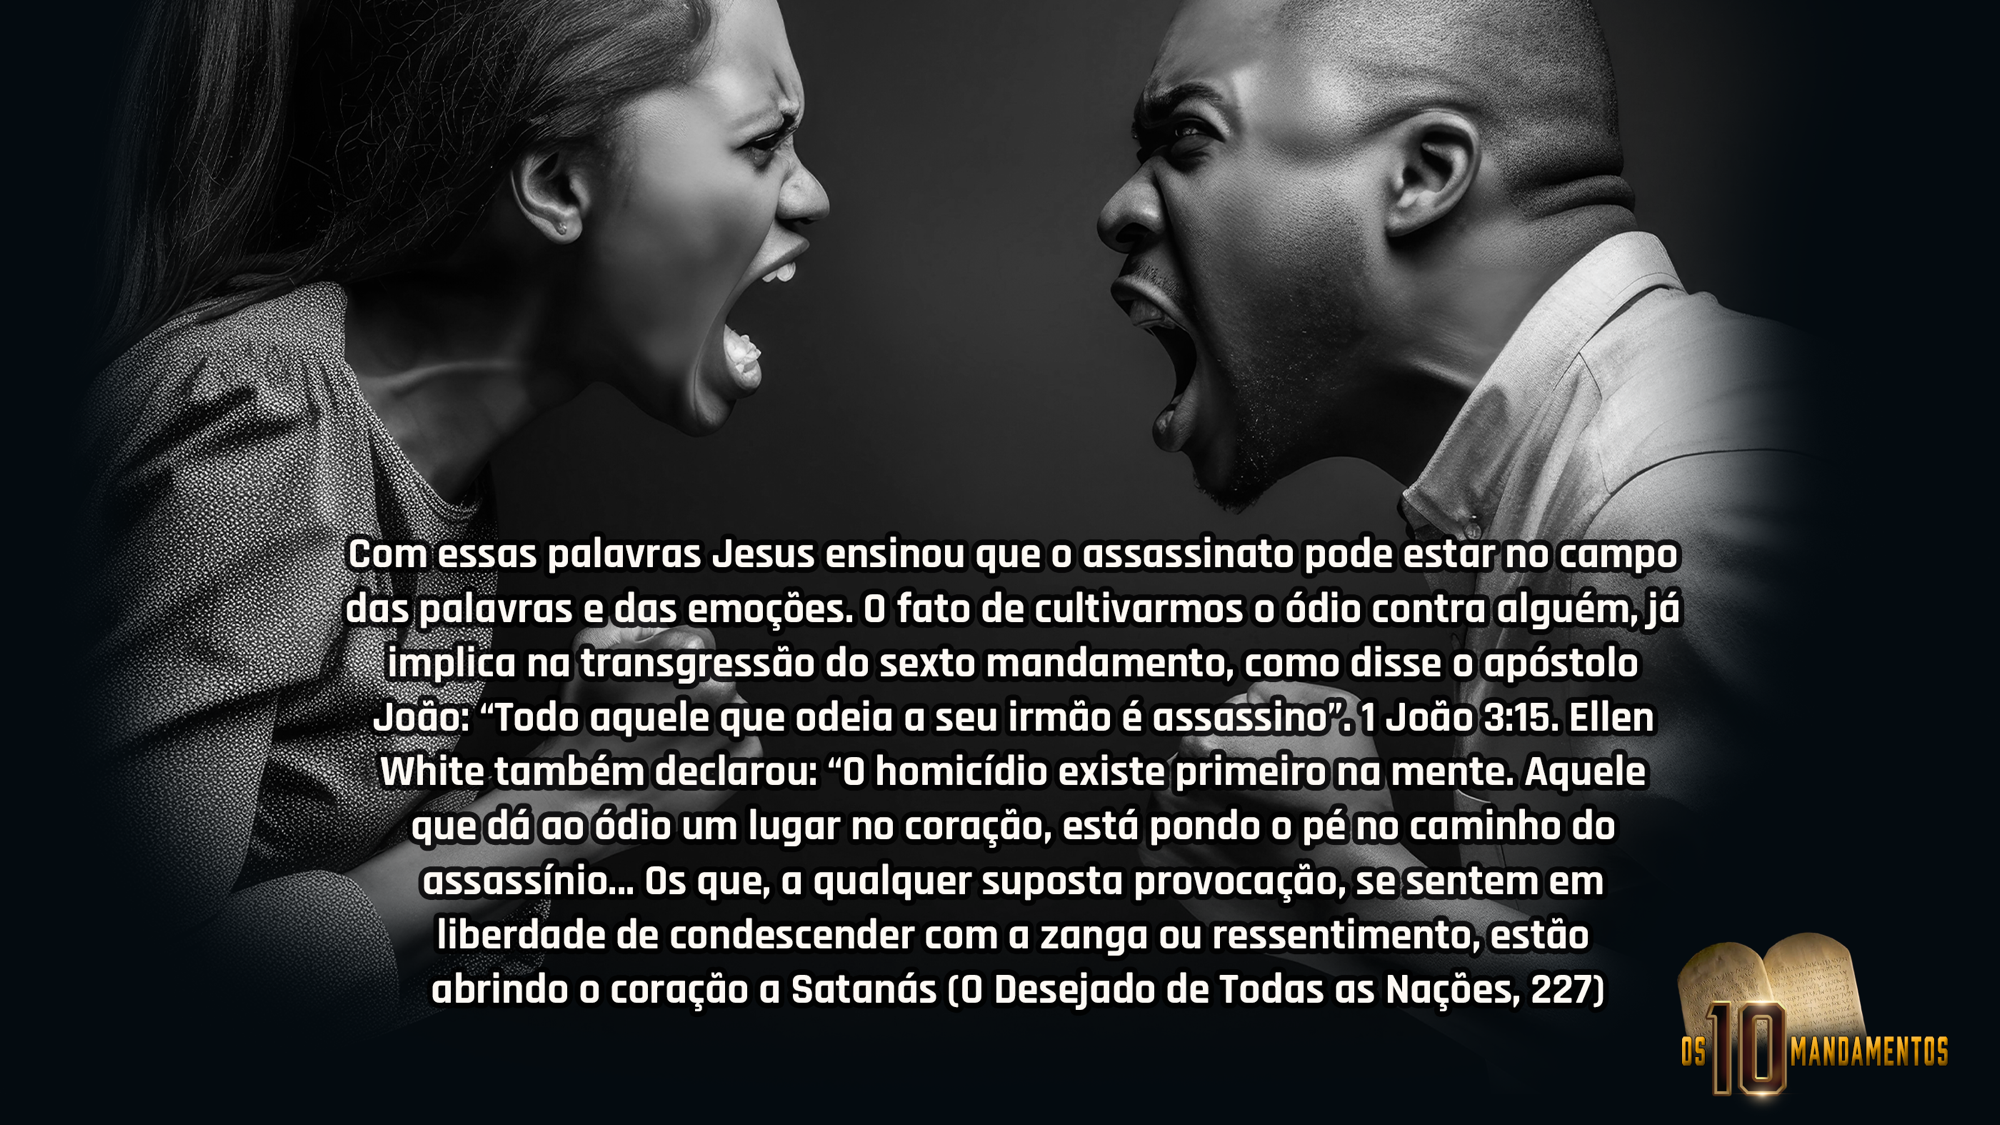 Com essas palavras Jesus ensinou que o assassinato pode estar no campo
das palavras e das emoções. O fato de cultivarmos o ódio contra alguém, já
implica na transgressão do sexto mandamento, como disse o apóstolo
João: “Todo aquele que odeia a seu irmão é assassino”. 1 João 3:15. Ellen
White também declarou: “O homicídio existe primeiro na mente. Aquele
que dá ao ódio um lugar no coração, está pondo o pé no caminho do
assassínio... Os que, a qualquer suposta provocação, se sentem em
liberdade de condescender com a zanga ou ressentimento, estão
abrindo o coração a Satanás (O Desejado de Todas as Nações, 227)
OS 10 MANDAMENTOS